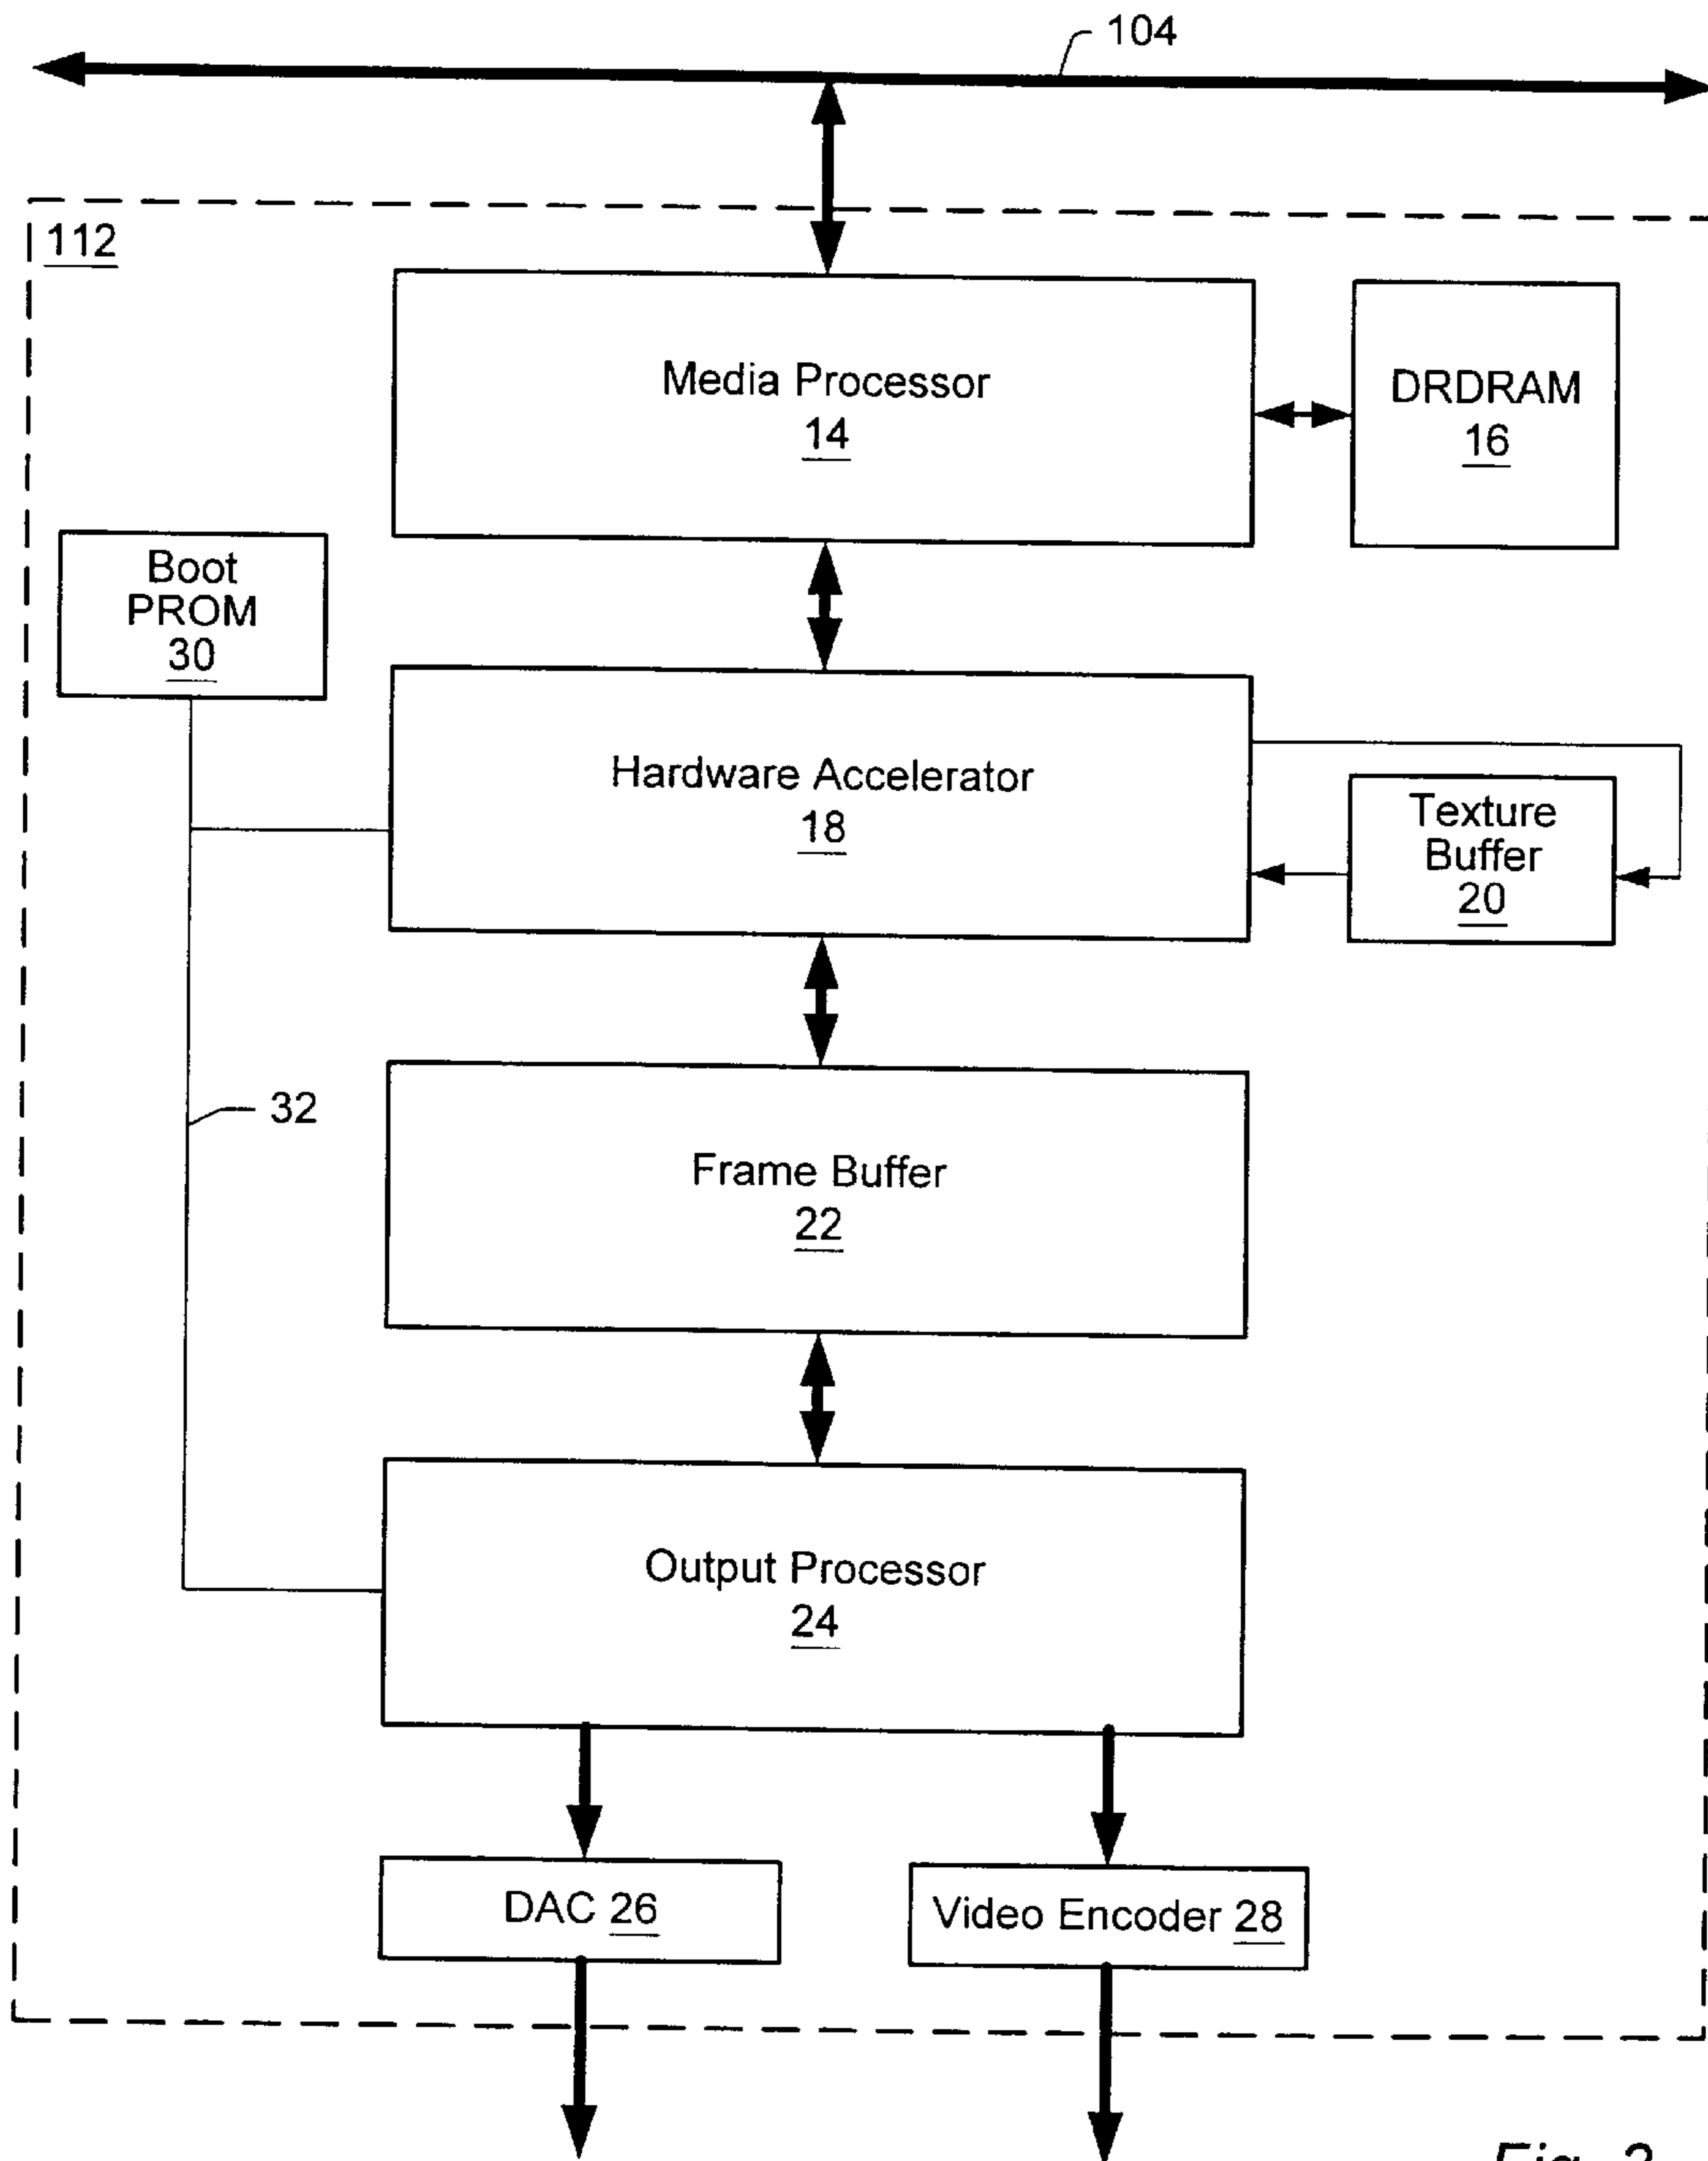 104
112
Media Processor
14
DRDRAM
16
Boot
PROM
30
Hardware Accelerator
18
Texture
Buffer
20
32
Frame Buffer
22
Output Processor
24
DAC 26
Video Encoder 28